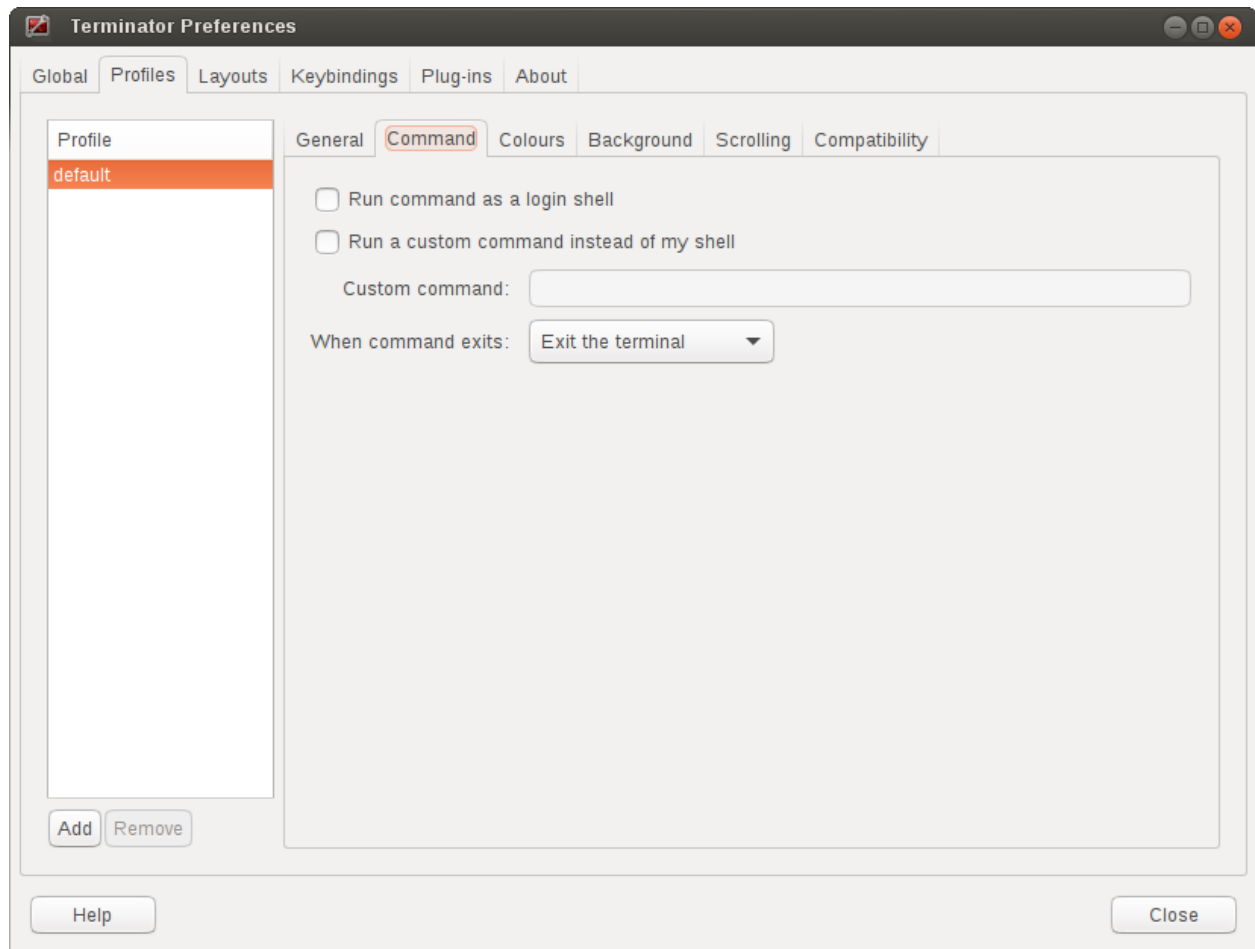 Terminator Preferences
Global Profiles Layouts Keybindings Plug-ins About
Profile
default
General Command Colours Background Scrolling Compatibility
Run command as a login shell
Run a custom command instead of my shell
Custom command:
When command exits: Exit the terminal
Add Remove
Help Close